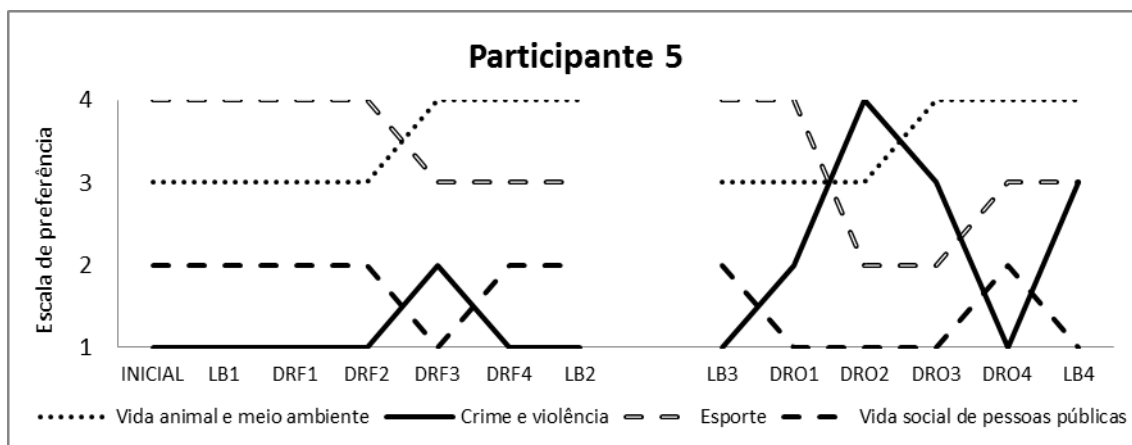 Participante 5
Escala de preferência
4
3
2
1
INICIAL LB1 DRF1 DRF2 DRF3 DRF4 LB2 LB3 DRO1 DRO2 DRO3 DRO4 LB4
Vida animal e meio ambiente Crime e violência Esporte Vida social de pessoas públicas